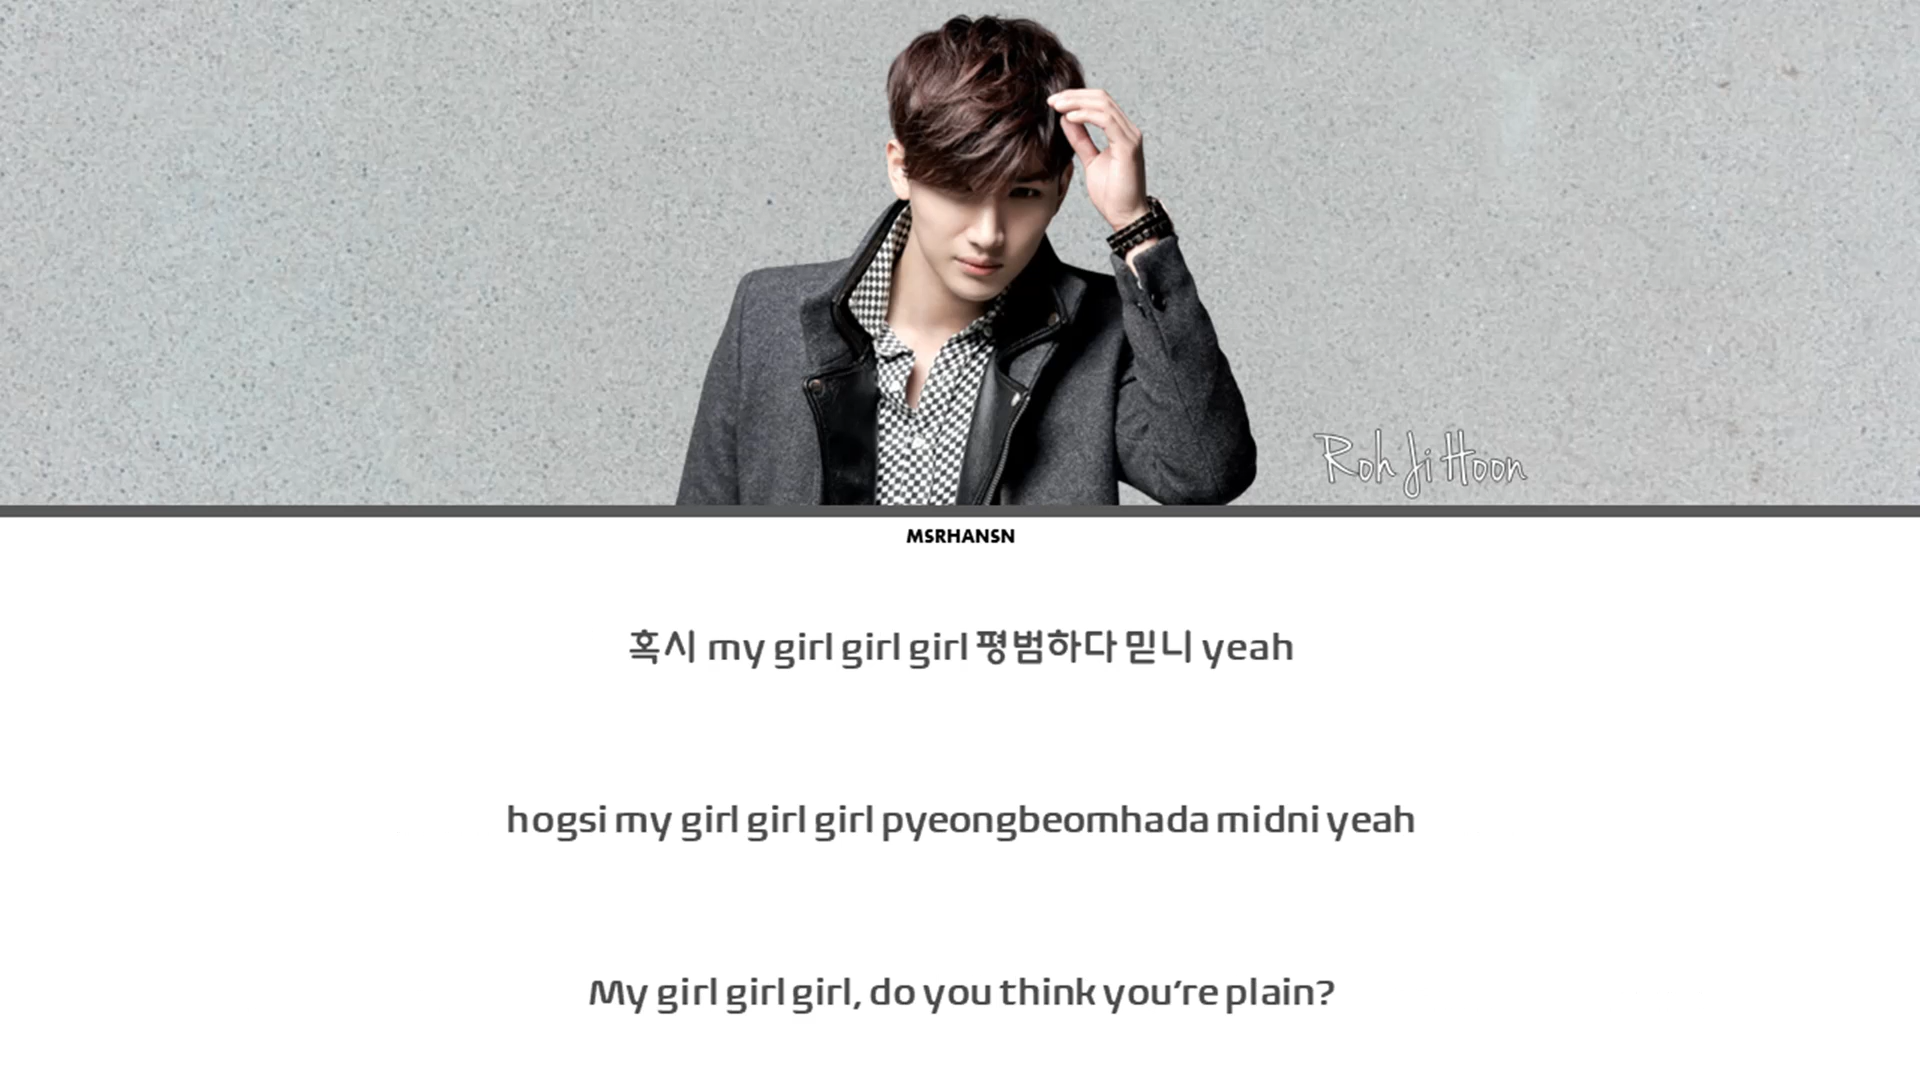 Roh Ji Hoon
MSRHANSN
혹시 my girl girl girl 평범하다 믿니 yeah
hogsi my girl girl girl pyeongbeomhada midni yeah
My girl girl girl, do you think you're plain?